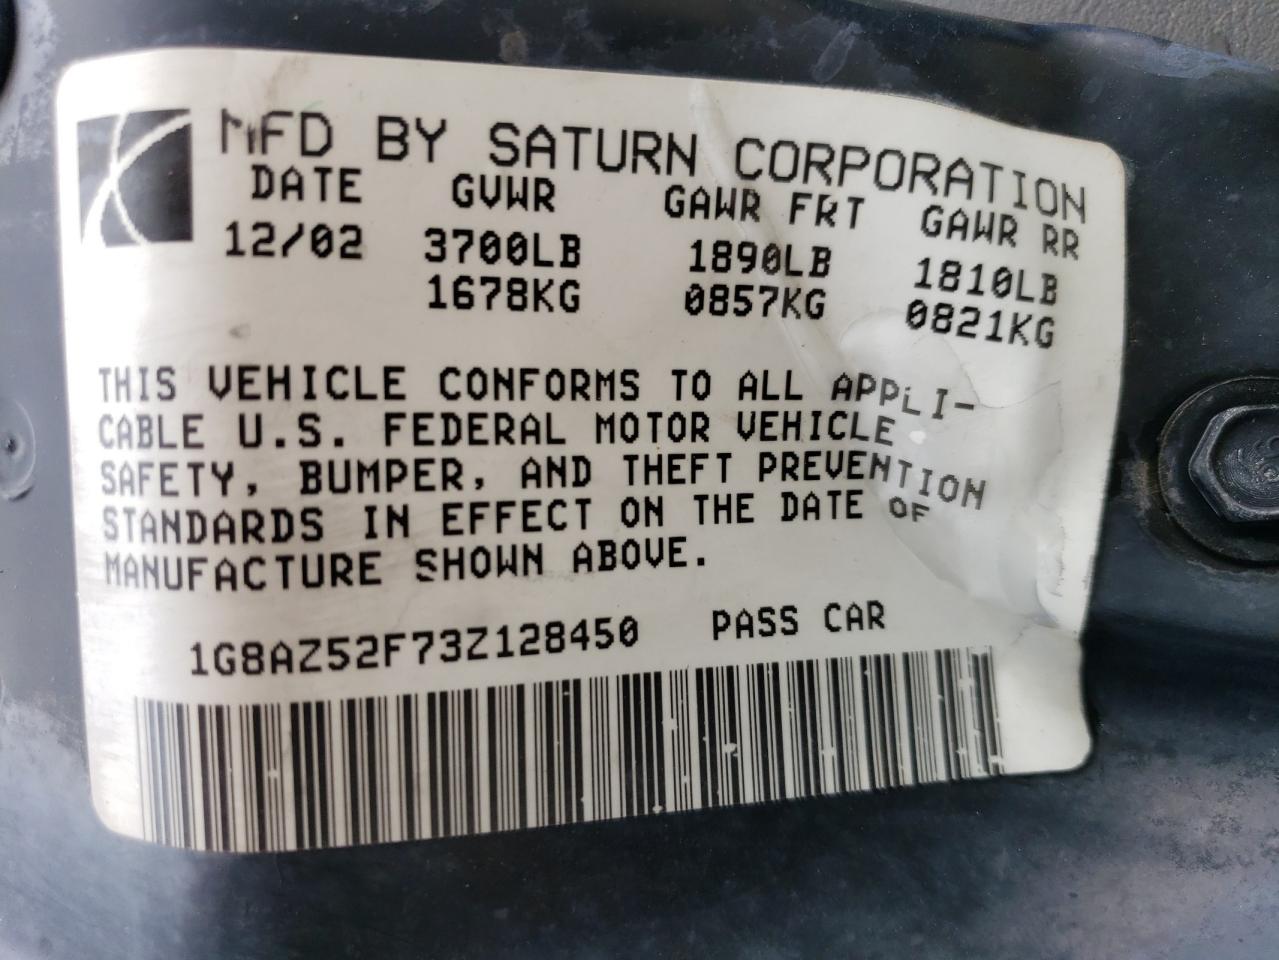 MFD BY SATURN CORPORATION
DATE GVWR GAWR FRT GAWR RR
12/02 3700LB 1890LB 1810LB
1678KG 0857KG 0821KG
THIS VEHICLE CONFORMS TO ALL APPLI-
CABLE U.S. FEDERAL MOTOR VEHICLE
SAFETY, BUMPER, AND THEFT PREVENTION
STANDARDS IN EFFECT ON THE DATE OF
MANUFACTURE SHOWN ABOVE.
1G8AZ52F73Z128450 PASS CAR